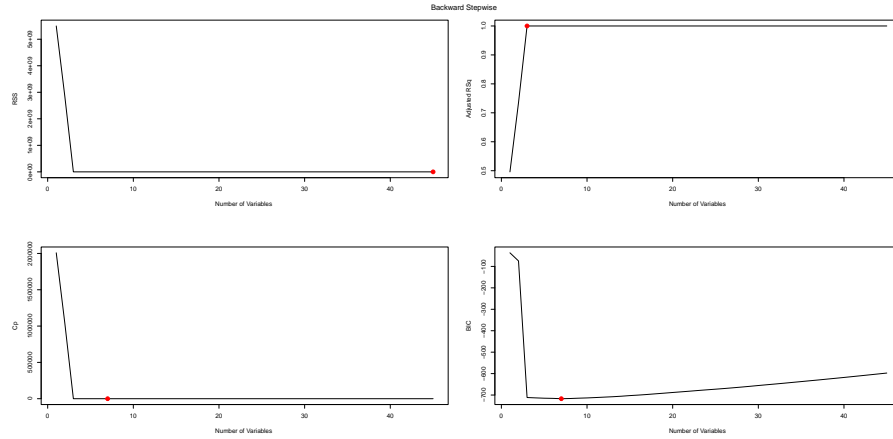 Backward Stepwise
RSS
0e+00 1e+09 2e+09 3e+09 4e+09 5e+09
0 10 20 30 40
Number of Variables
Adjusted RSq
0.5 0.6 0.7 0.8 0.9 1.0
0 10 20 30 40
Number of Variables
Cp
0 500000 1000000 1500000 2000000
0 10 20 30 40
Number of Variables
BIC
-700 -600 -500 -400 -300 -200 -100
0 10 20 30 40
Number of Variables